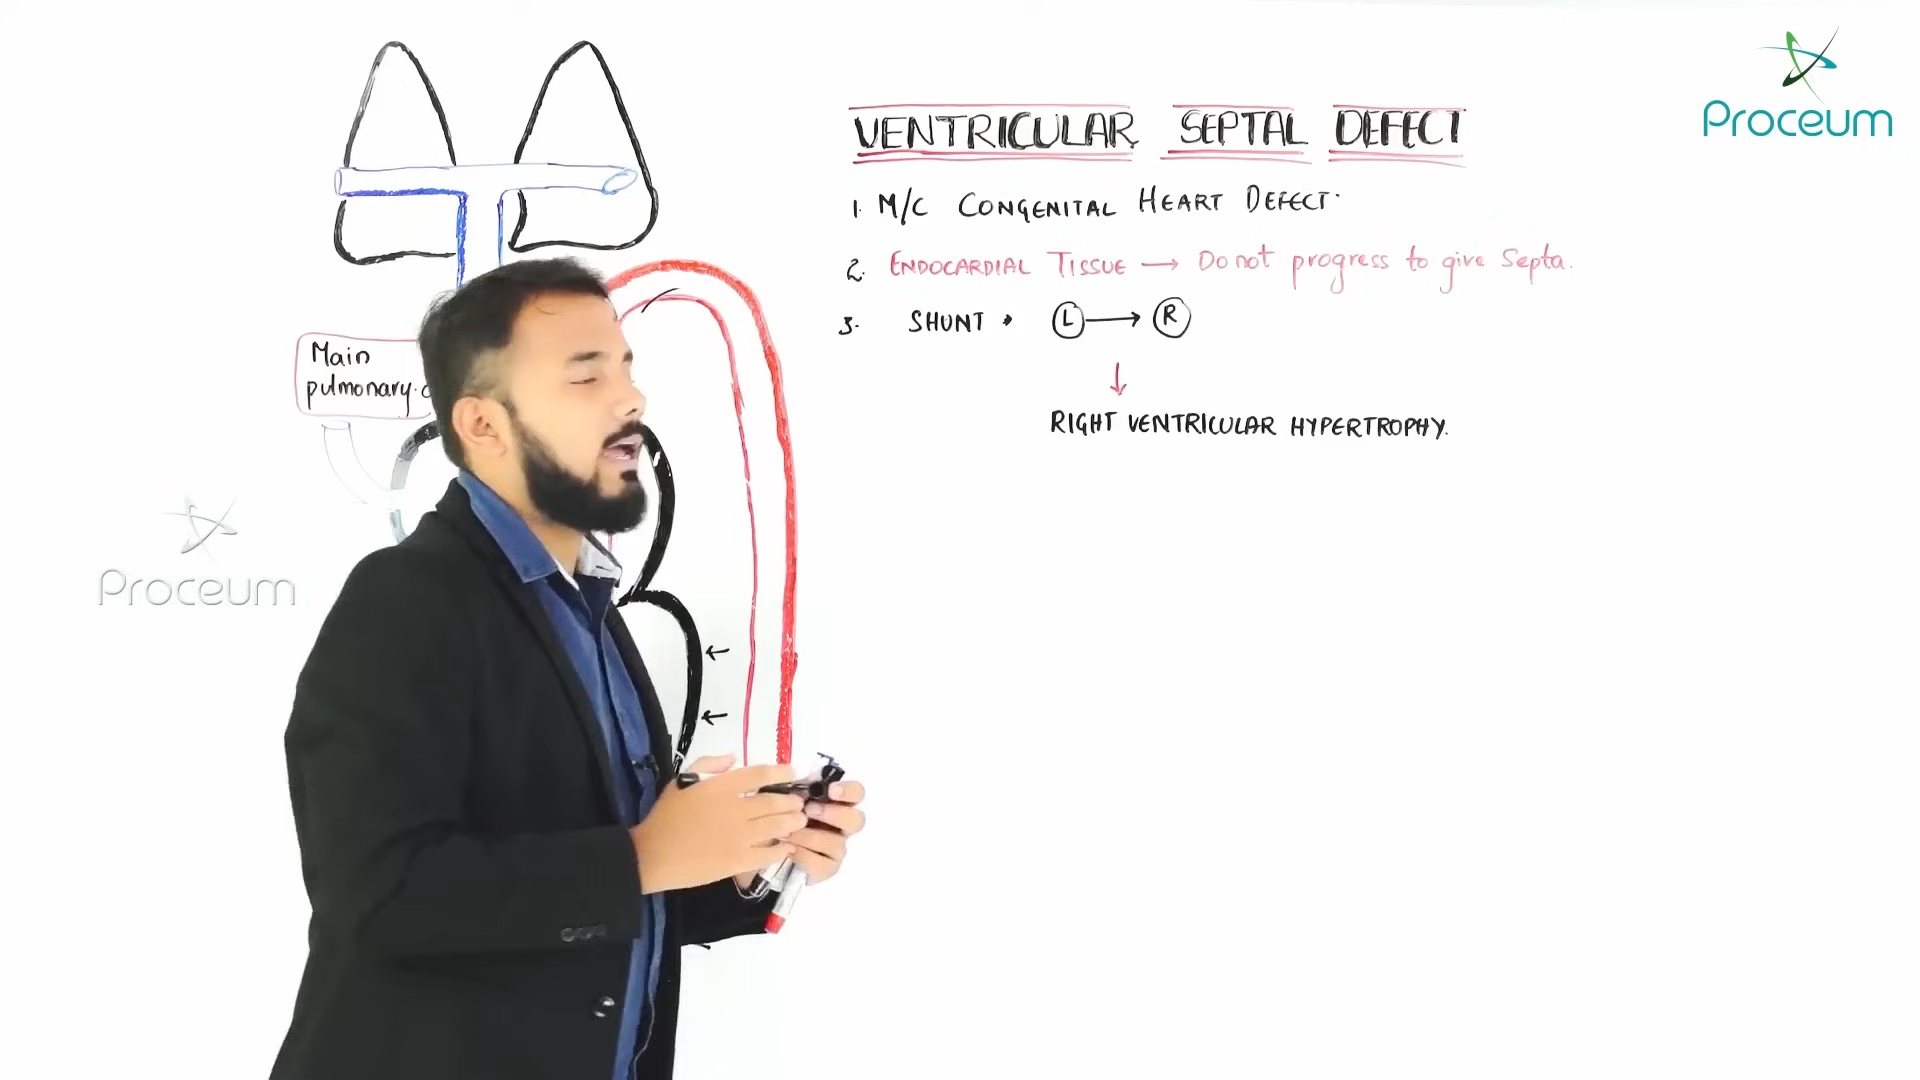 Proceum
VENTRICULAR SEPTAL DEFECT
1. M/C CONGENITAL HEART DEFECT.
2. ENDOCARDIAL TISSUE → Do not progress to give Septa.
3. SHUNT • L → R
↓
RIGHT VENTRICULAR HYPERTROPHY.
Main
pulmonary.
Proceum